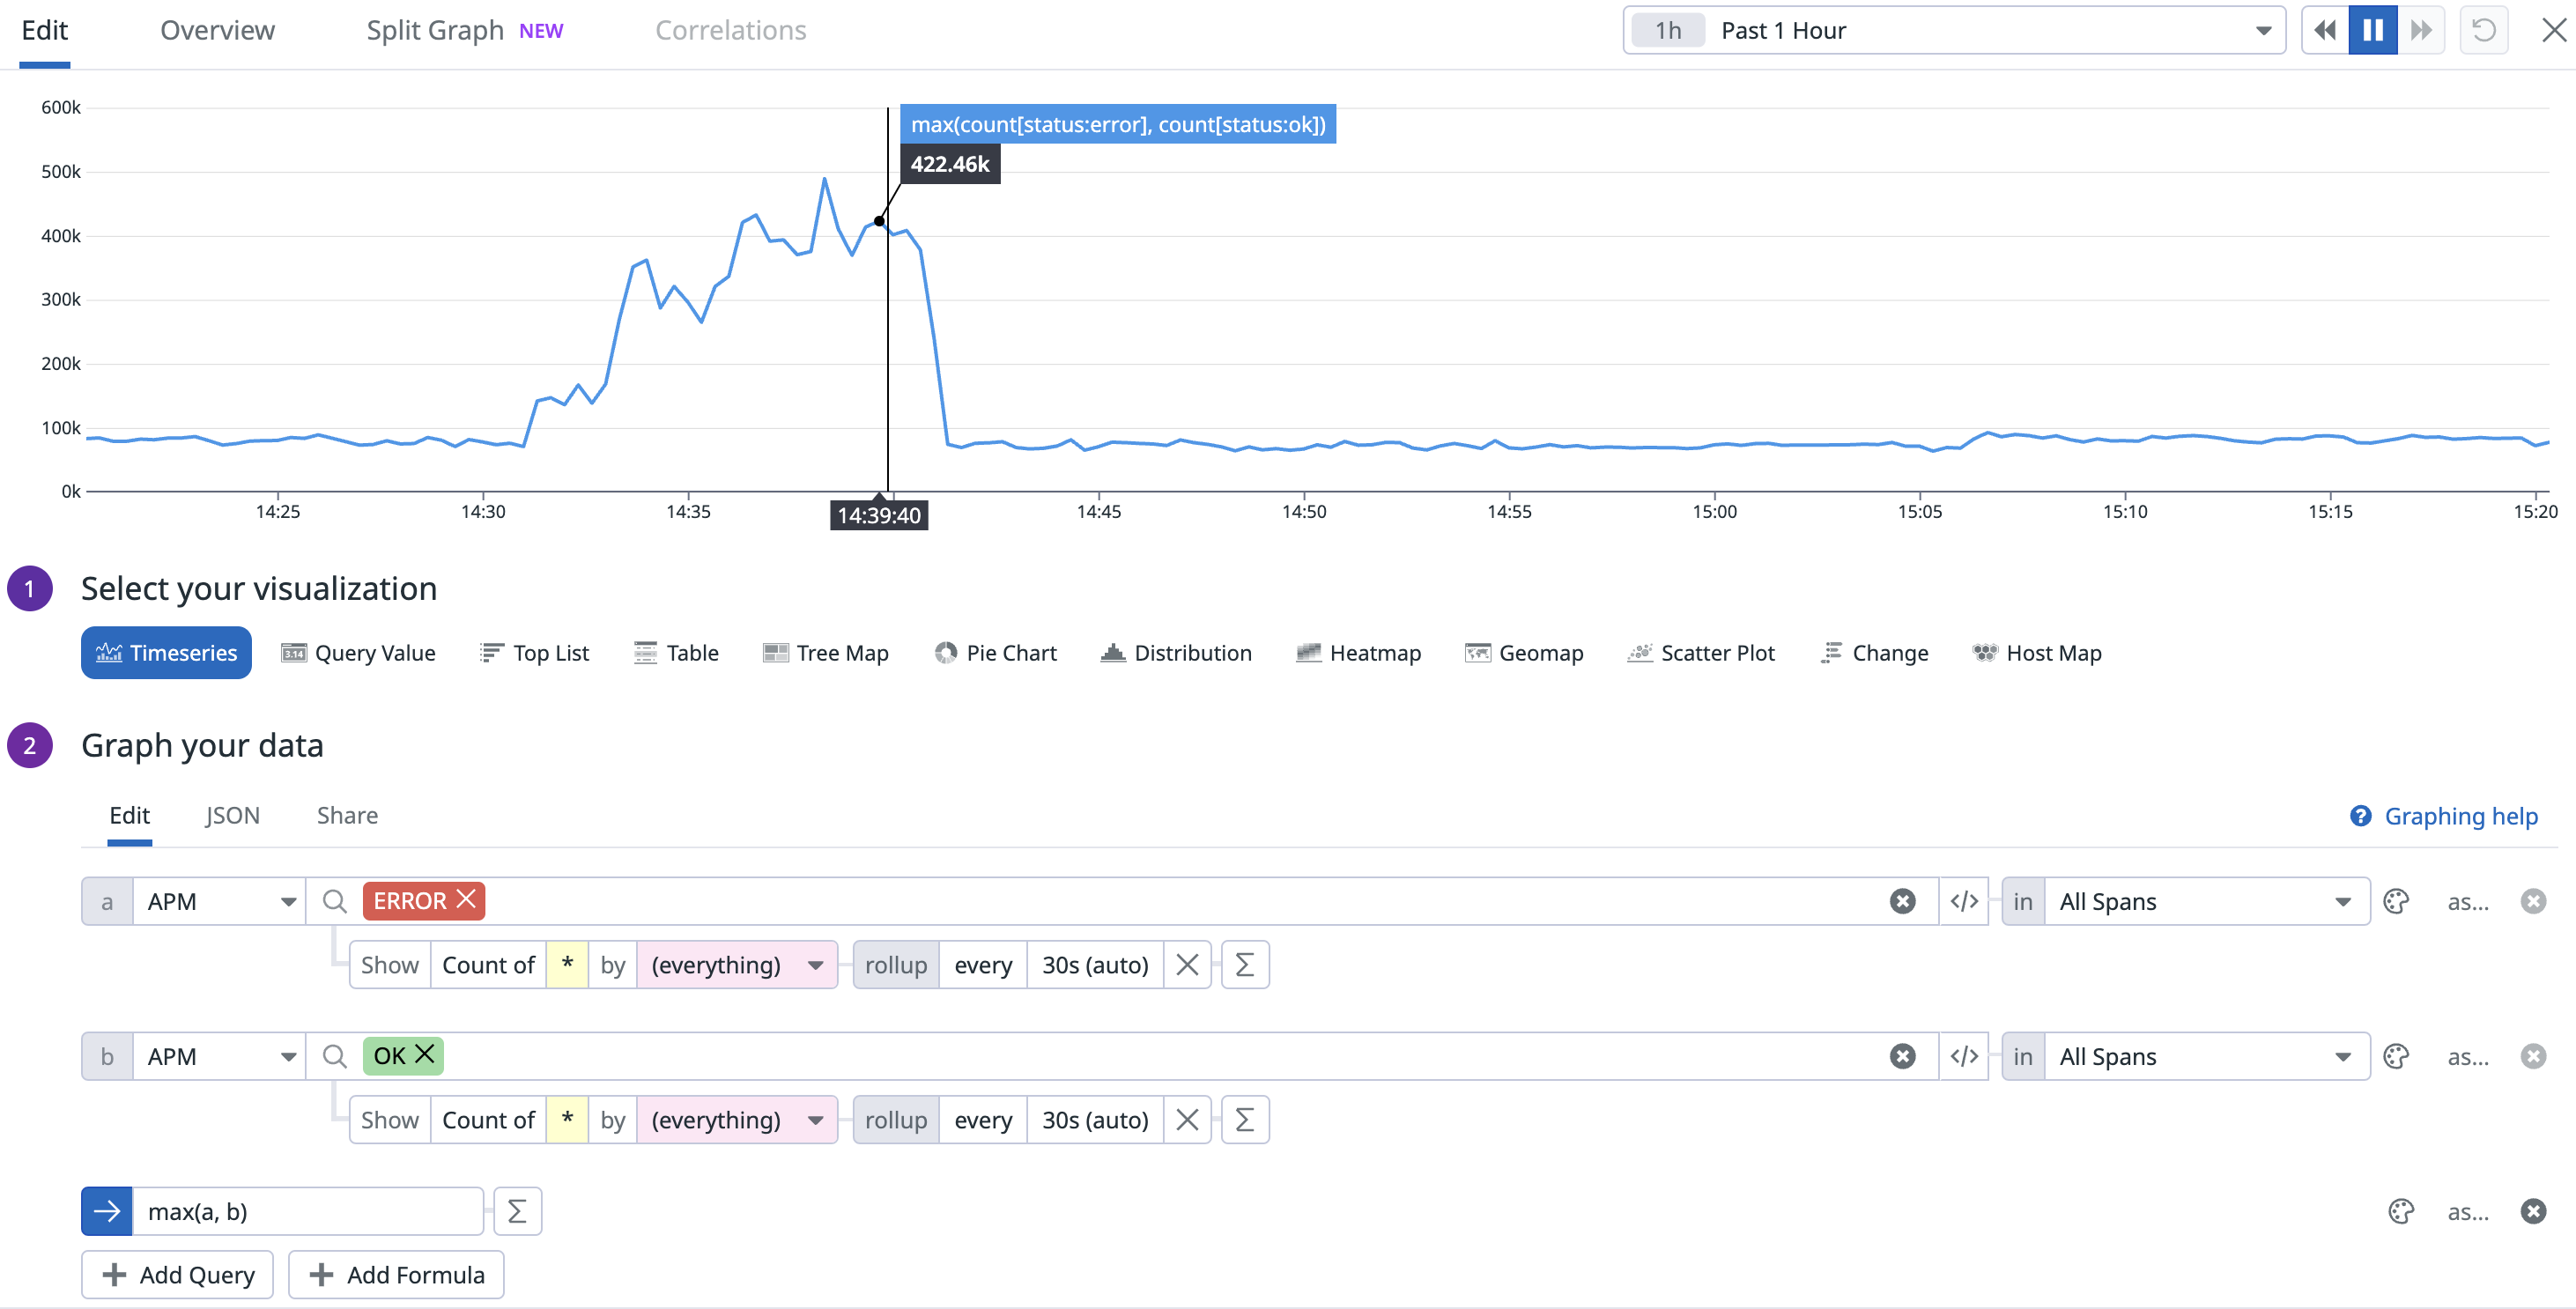 Edit Overview Split Graph NEW Correlations 1h Past 1 Hour
600k
500k
400k
300k
200k
100k
0k
max(count[status:error], count[status:ok])
422.46k
14:25 14:30 14:35 14:39:40 14:45 14:50 14:55 15:00 15:05 15:10 15:15 15:20
1 Select your visualization
Timeseries 3.14 Query Value Top List Table Tree Map Pie Chart Distribution Heatmap Geomap Scatter Plot Change Host Map
2 Graph your data
Edit JSON Share ? Graphing help
a APM ERROR </> in All Spans as...
Show Count of * by (everything) rollup every 30s (auto) Σ
b APM OK </> in All Spans as...
Show Count of * by (everything) rollup every 30s (auto) Σ
max(a, b) Σ as...
+ Add Query + Add Formula